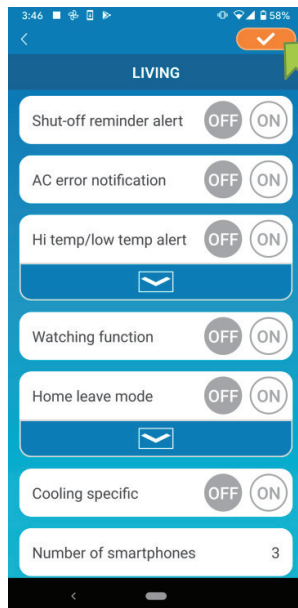 3:46 58%
LIVING
Shut-off reminder alert OFF ON
AC error notification OFF ON
Hi temp/low temp alert OFF ON
Watching function OFF ON
Home leave mode OFF ON
Cooling specific OFF ON
Number of smartphones 3